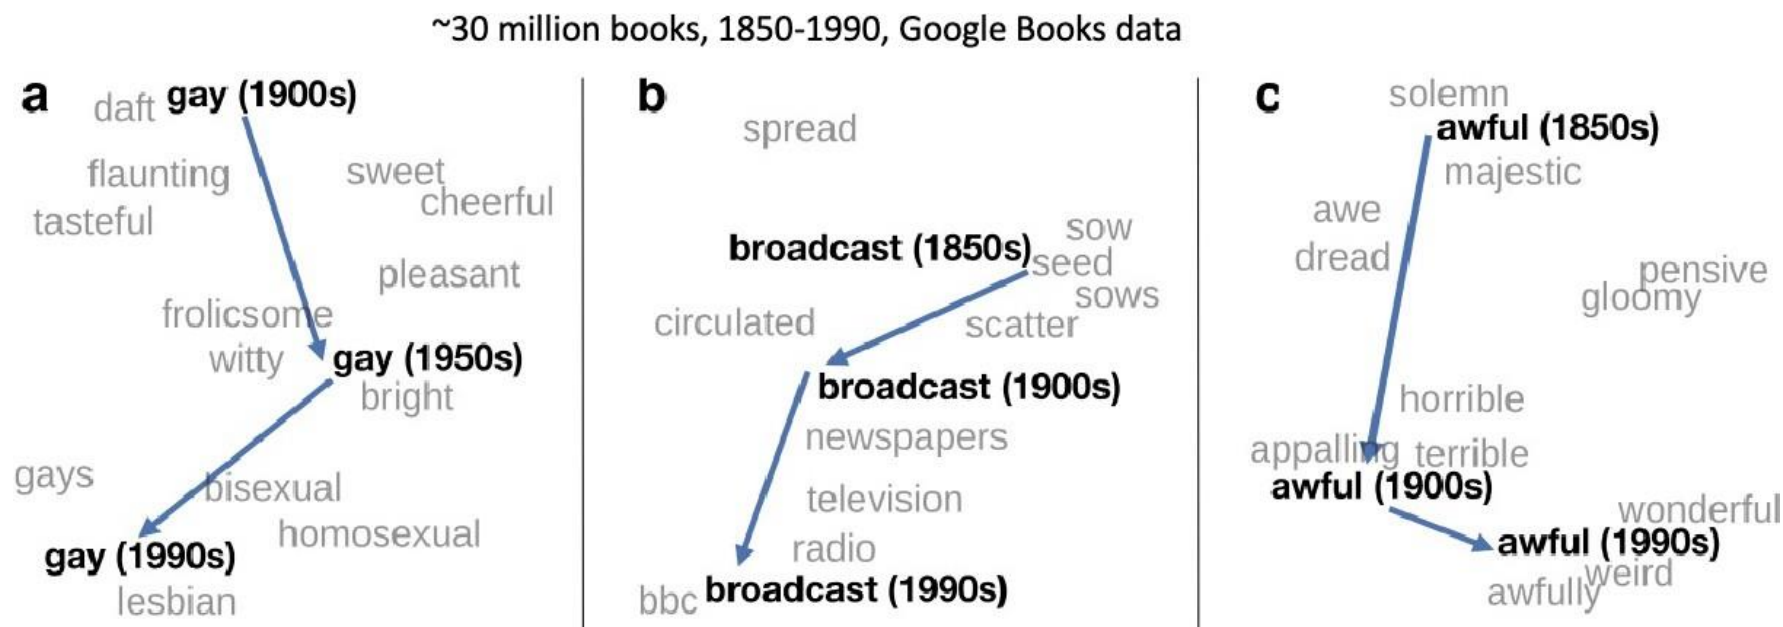 ~30 million books, 1850-1990, Google Books data
a
daft gay (1900s)
flaunting
sweet
tasteful
cheerful
pleasant
frolicsome
witty
gay (1950s)
bright
gays
bisexual
homosexual
gay (1990s)
lesbian
b
spread
sow
broadcast (1850s)
seed
sows
circulated
scatter
broadcast (1900s)
newspapers
television
radio
bbc
broadcast (1990s)
c
solemn
awful (1850s)
majestic
awe
dread
pensive
gloomy
horrible
appalling
terrible
awful (1900s)
wonderful
awful (1990s)
weird
awfully